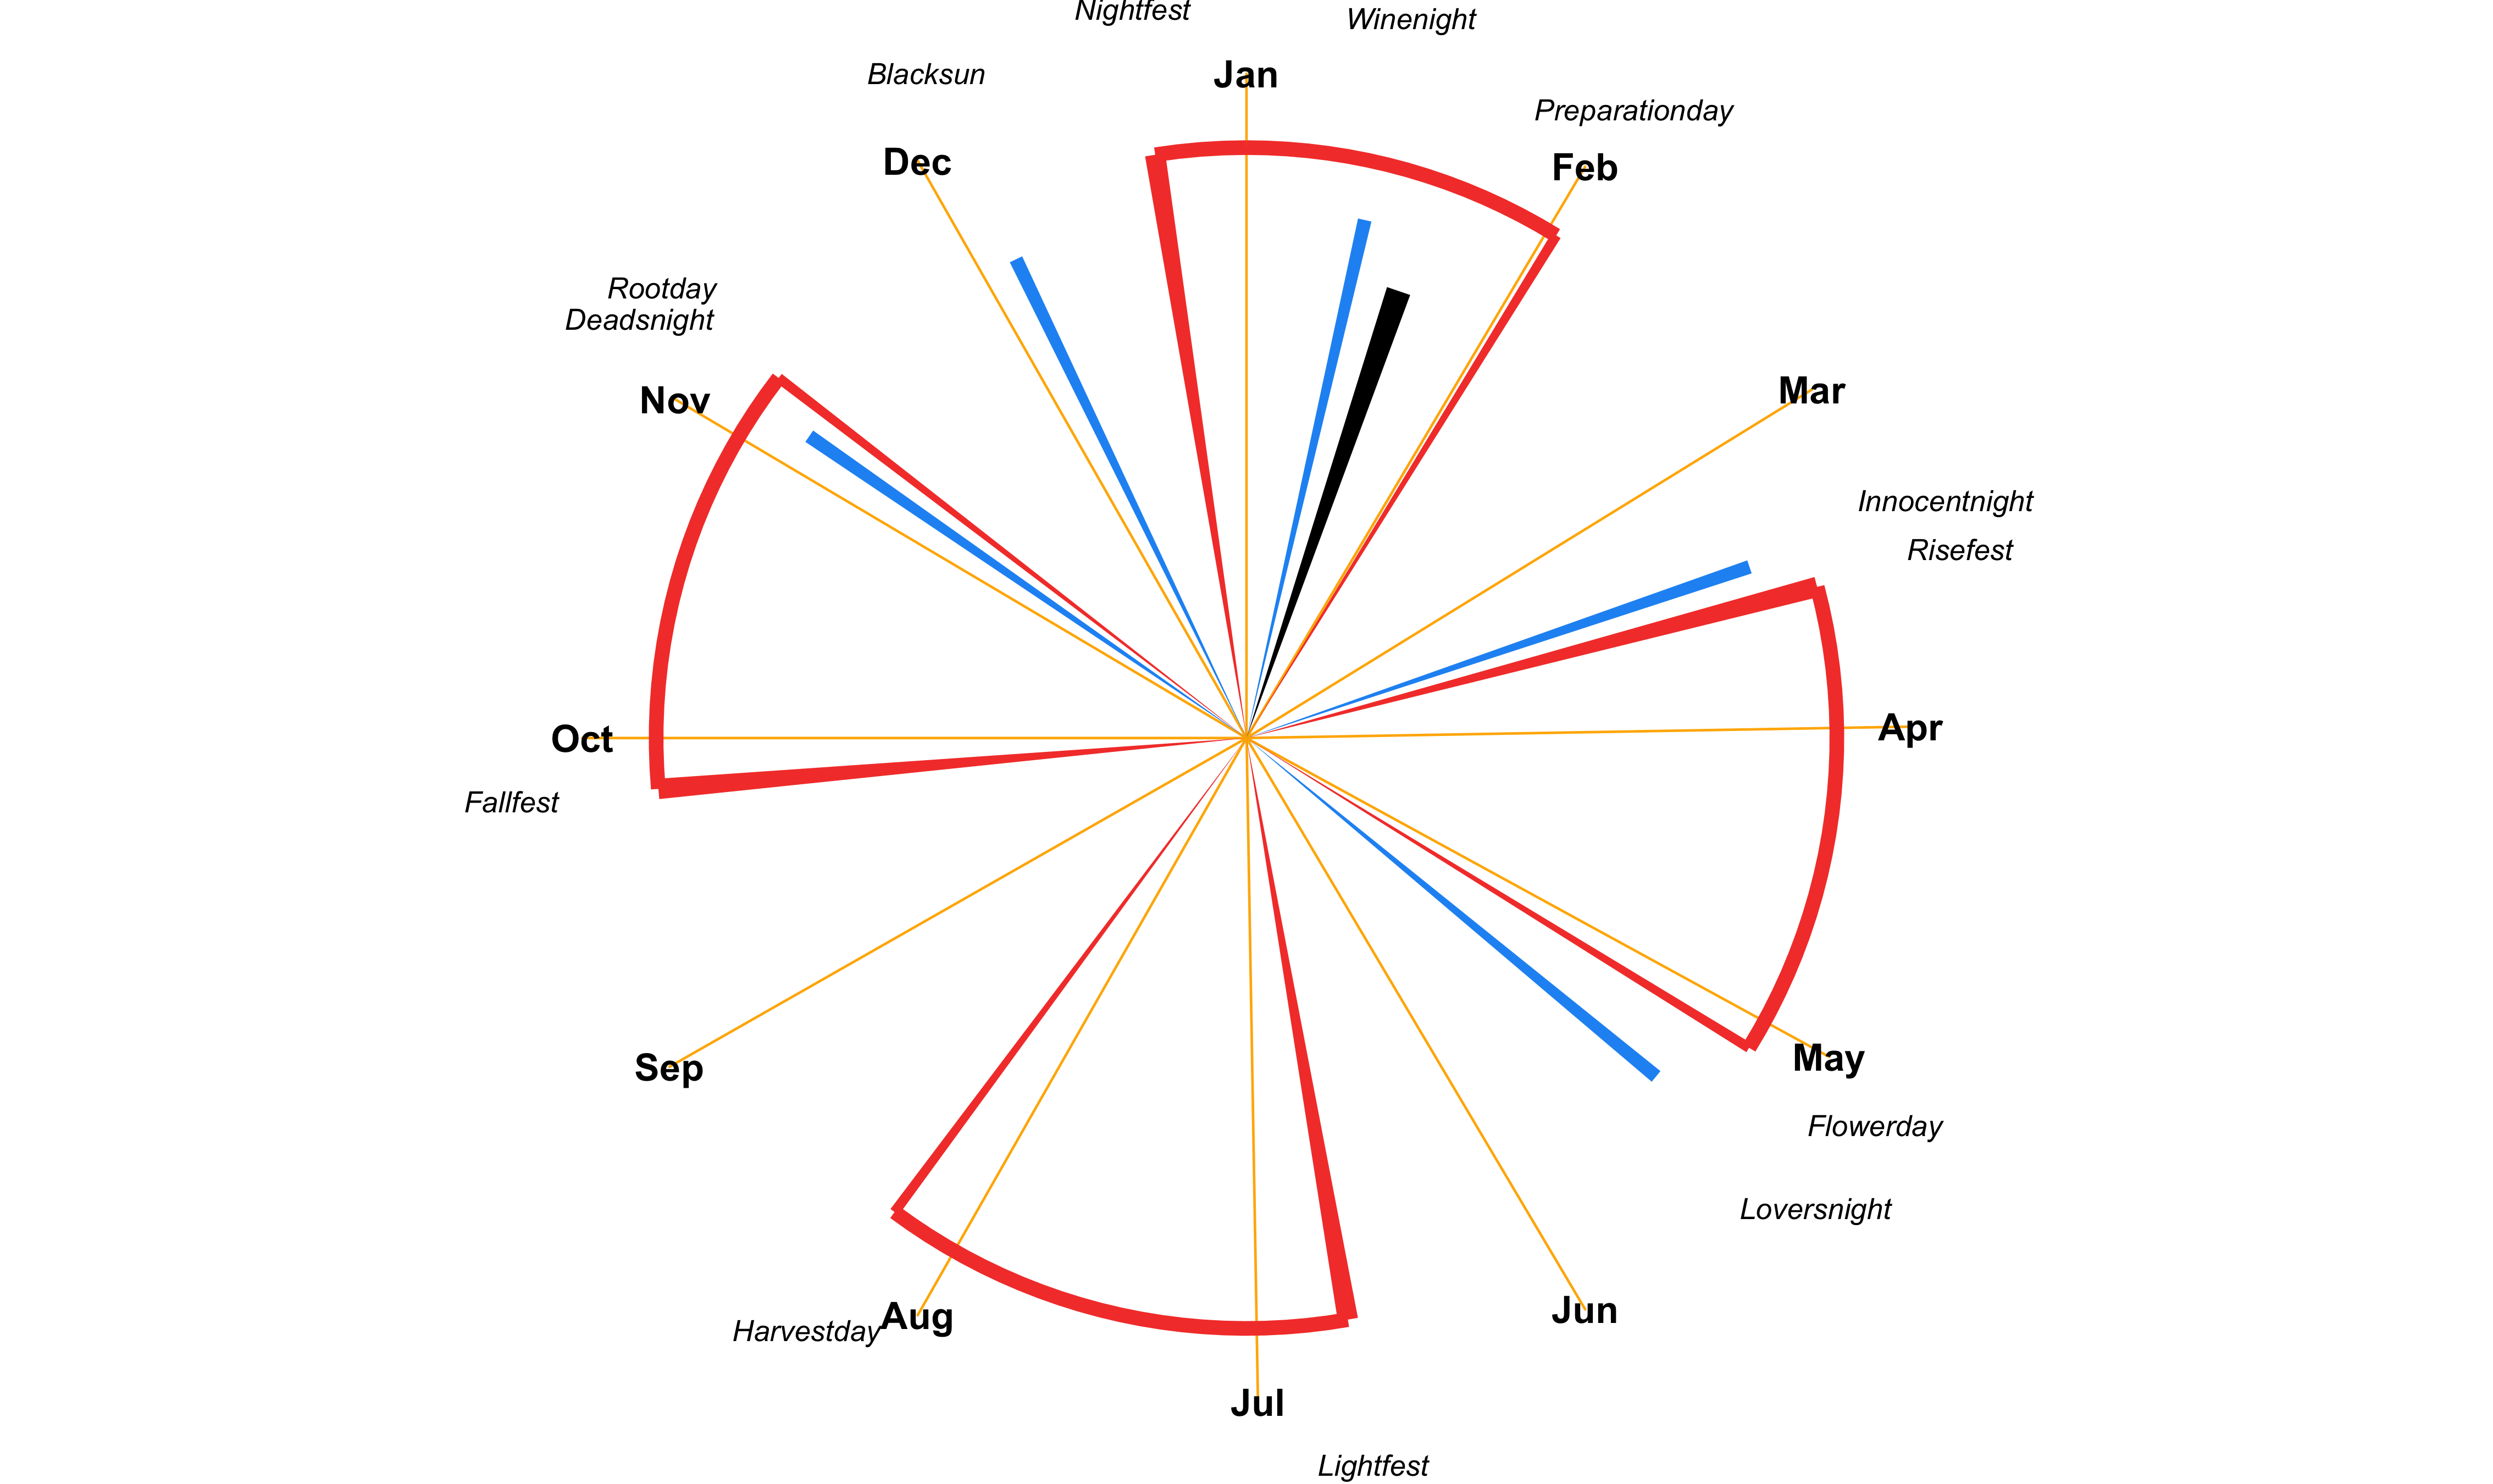 Nightfest
Winenight
Blacksun
Jan
Preparationday
Dec
Feb
Rootday
Deadsnight
Nov
Mar
Innocentnight
Risefest
Oct
Apr
Fallfest
Sep
May
Flowerday
Loversnight
Harvestday
Aug
Jun
Jul
Lightfest